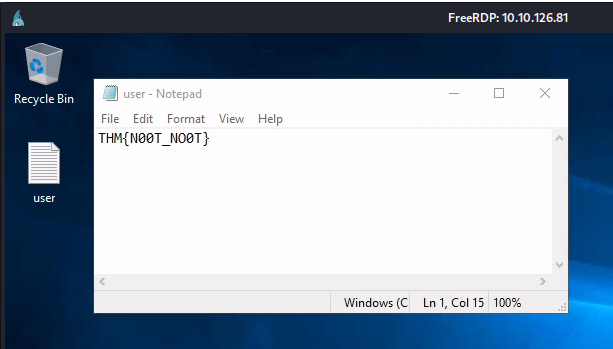 FreeRDP: 10.10.126.81
Recycle Bin
user
user - Notepad
File Edit Format View Help
THM{N00T_NO0T}
Windows (C Ln 1, Col 15 100%